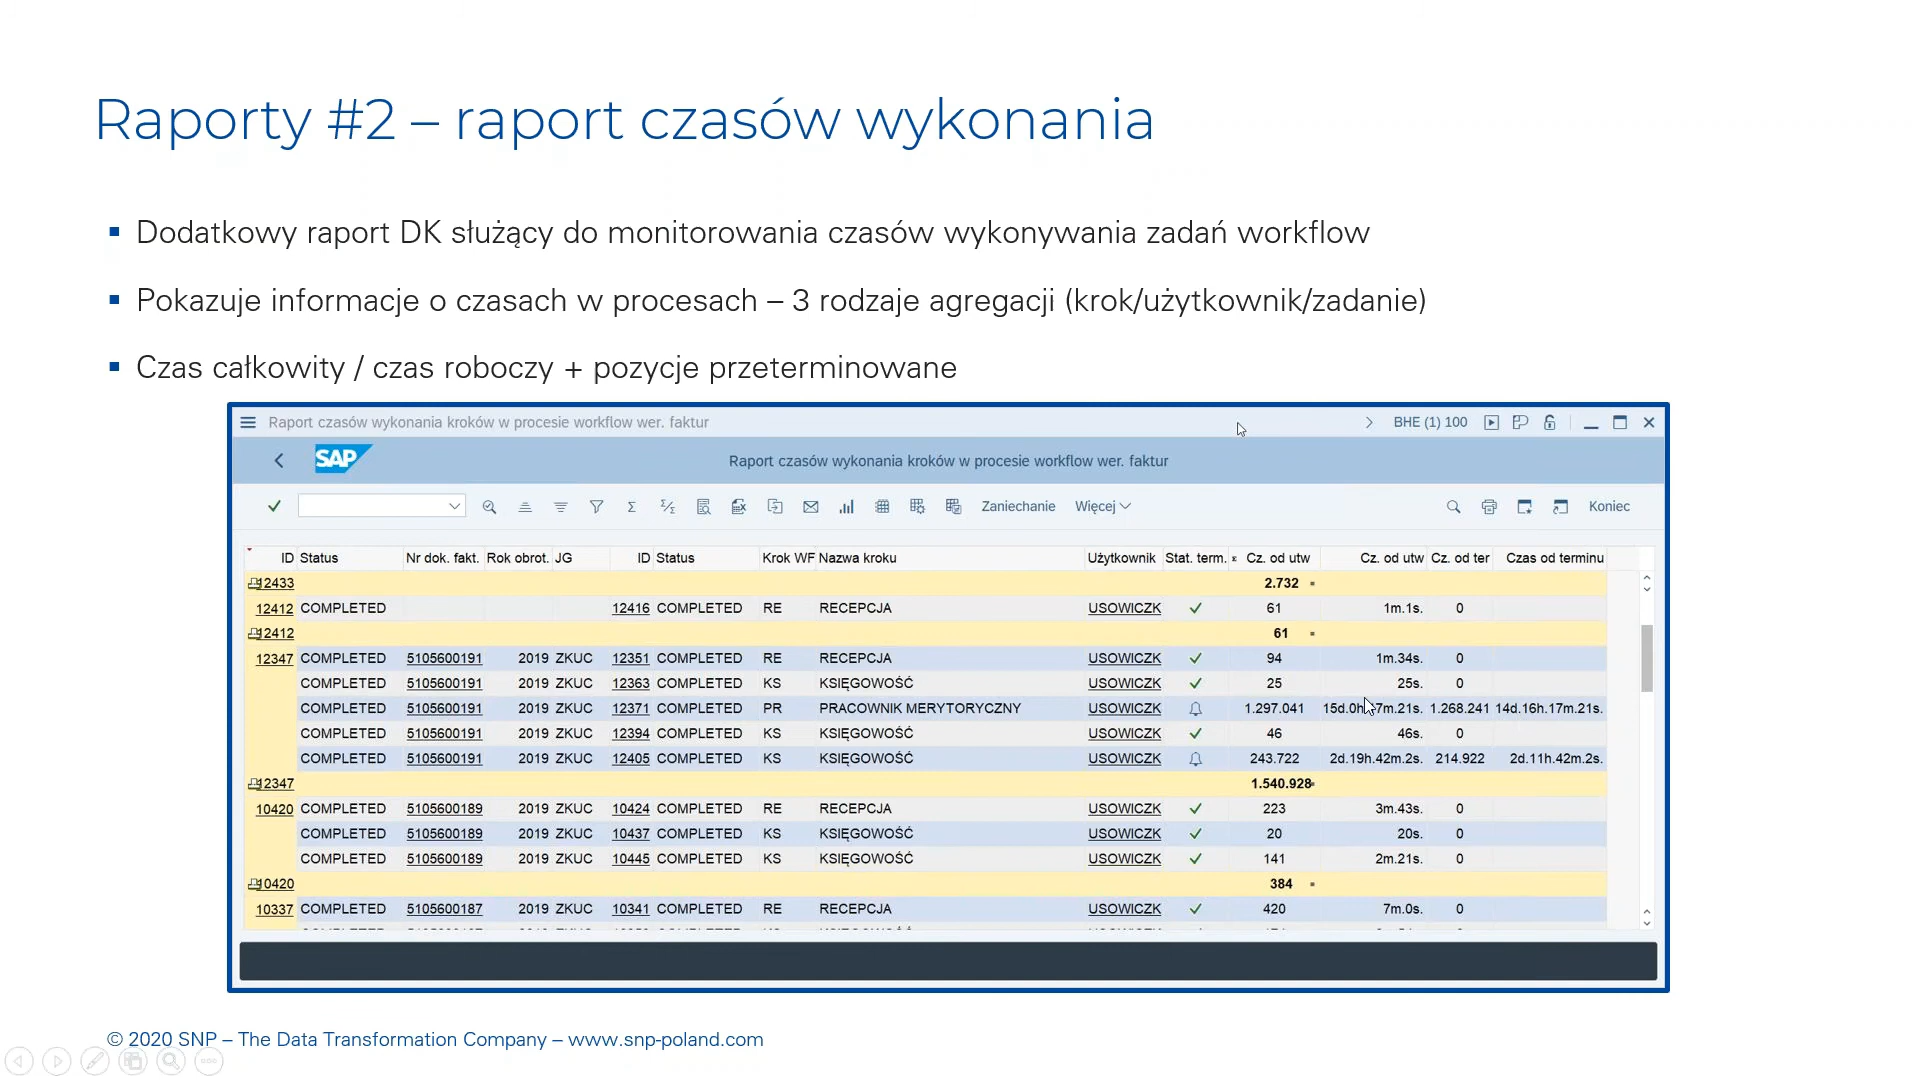 Raporty #2 – raport czasów wykonania
▪ Dodatkowy raport DK służący do monitorowania czasów wykonywania zadań workflow
▪ Pokazuje informacje o czasach w procesach – 3 rodzaje agregacji (krok/użytkownik/zadanie)
▪ Czas całkowity / czas roboczy + pozycje przeterminowane
Raport czasów wykonania kroków w procesie workflow wer. faktur BHE (1) 100
SAP Raport czasów wykonania kroków w procesie workflow wer. faktur
Zaniechanie Więcej Koniec
ID Status Nr dok. fakt. Rok obrot. JG ID Status Krok WF Nazwa kroku Użytkownik Stat. term. Cz. od utw Cz. od utw Cz. od ter Czas od terminu
12433 2.732
12412 COMPLETED 12416 COMPLETED RE RECEPCJA USOWICZK 61 1m.1s. 0
12412 61
12347 COMPLETED 5105600191 2019 ZKUC 12351 COMPLETED RE RECEPCJA USOWICZK 94 1m.34s. 0
COMPLETED 5105600191 2019 ZKUC 12363 COMPLETED KS KSIĘGOWOŚĆ USOWICZK 25 25s. 0
COMPLETED 5105600191 2019 ZKUC 12371 COMPLETED PR PRACOWNIK MERYTORYCZNY USOWICZK 1.297.041 1.268.241 14d.16h.17m.21s.
COMPLETED 5105600191 2019 ZKUC 12394 COMPLETED KS KSIĘGOWOŚĆ USOWICZK 46 46s. 0
COMPLETED 5105600191 2019 ZKUC 12405 COMPLETED KS KSIĘGOWOŚĆ USOWICZK 243.722 2d.19h.42m.2s. 214.922 2d.11h.42m.2s.
12347 1.540.928
10420 COMPLETED 5105600189 2019 ZKUC 10424 COMPLETED RE RECEPCJA USOWICZK 223 3m.43s. 0
COMPLETED 5105600189 2019 ZKUC 10437 COMPLETED KS KSIĘGOWOŚĆ USOWICZK 20 20s. 0
COMPLETED 5105600189 2019 ZKUC 10445 COMPLETED KS KSIĘGOWOŚĆ USOWICZK 141 2m.21s. 0
10420 384
10337 COMPLETED 5105600187 2019 ZKUC 10341 COMPLETED RE RECEPCJA USOWICZK 420 7m.0s. 0
© 2020 SNP – The Data Transformation Company – www.snp-poland.com